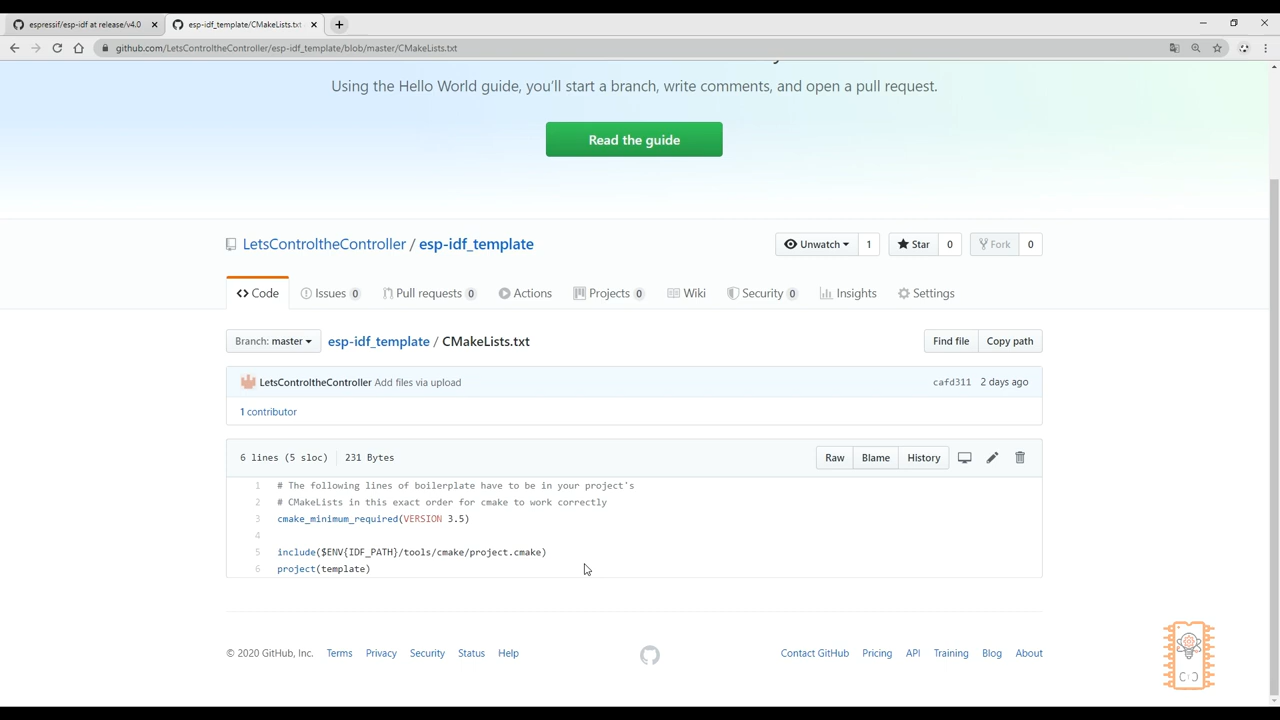 espressif/esp-idf at release/v4.0
esp-idf_template/CMakeLists.txt
github.com/LetsControltheController/esp-idf_template/blob/master/CMakeLists.txt
Using the Hello World guide, you'll start a branch, write comments, and open a pull request.
Read the guide
LetsControltheController / esp-idf_template
Unwatch 1 Star 0 Fork 0
Code Issues 0 Pull requests 0 Actions Projects 0 Wiki Security 0 Insights Settings
Branch: master esp-idf_template / CMakeLists.txt Find file Copy path
LetsControltheController Add files via upload cafd311 2 days ago
1 contributor
6 lines (5 sloc) 231 Bytes Raw Blame History
1 # The following lines of boilerplate have to be in your project's
2 # CMakeLists in this exact order for cmake to work correctly
3 cmake_minimum_required(VERSION 3.5)
4
5 include($ENV{IDF_PATH}/tools/cmake/project.cmake)
6 project(template)
© 2020 GitHub, Inc. Terms Privacy Security Status Help Contact GitHub Pricing API Training Blog About